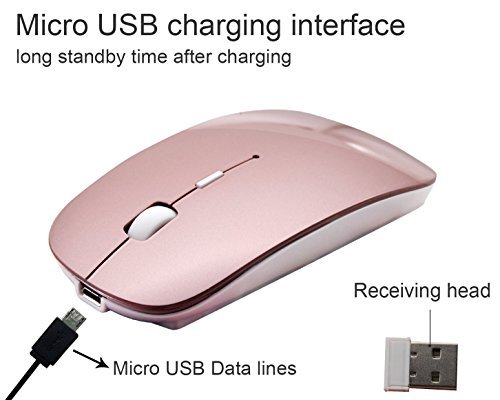 Micro USB charging interface
long standby time after charging
Receiving head
Micro USB Data lines